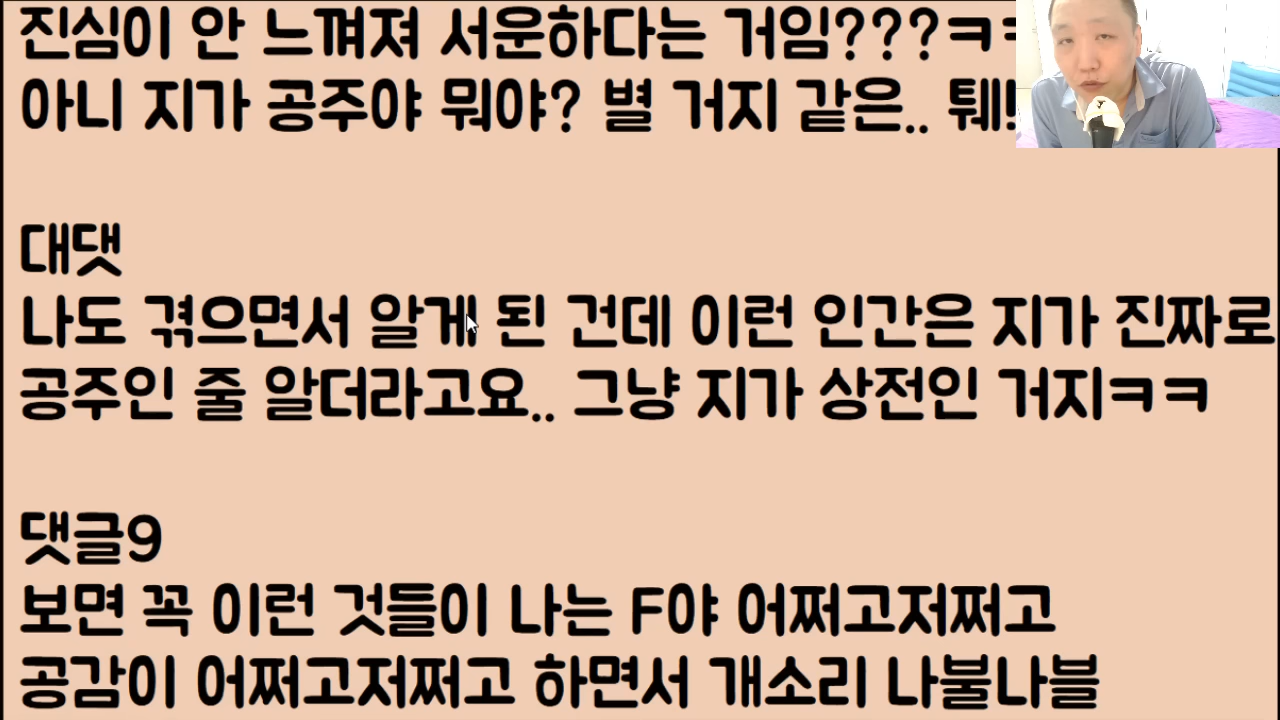 진심이 안 느껴져 서운하다는 거임???ㅋㅋ
아니 지가 공주야 뭐야? 별 거지 같은.. 퉤!
대댓
나도 겪으면서 알게 된 건데 이런 인간은 지가 진짜로
공주인 줄 알더라고요.. 그냥 지가 상전인 거지ㅋㅋ
댓글9
보면 꼭 이런 것들이 나는 F야 어쩌고저쩌고
공감이 어쩌고저쩌고 하면서 개소리 나불나블